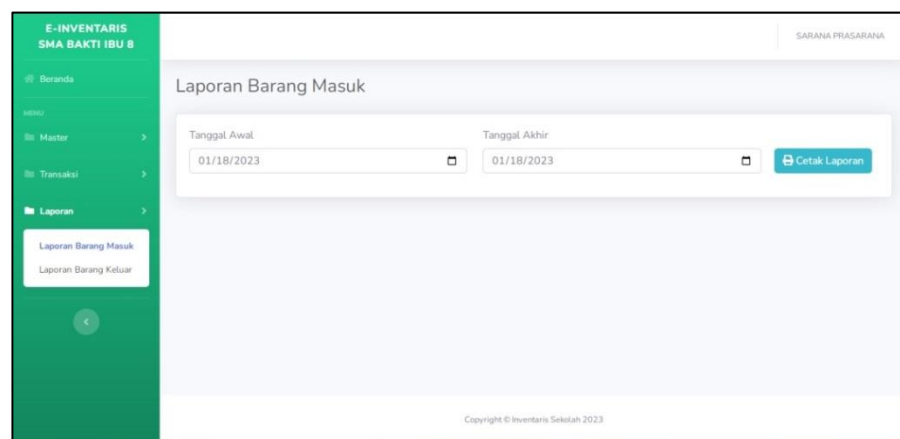 E-INVENTARIS
SMA BAKTI IBU 8
SARANA PRASARANA
Beranda
Laporan Barang Masuk
MENU
Master
Tanggal Awal
Tanggal Akhir
01/18/2023
01/18/2023
Cetak Laporan
Transaksi
Laporan
Laporan Barang Masuk
Laporan Barang Keluar
Copyright © Inventaris Sekolah 2023